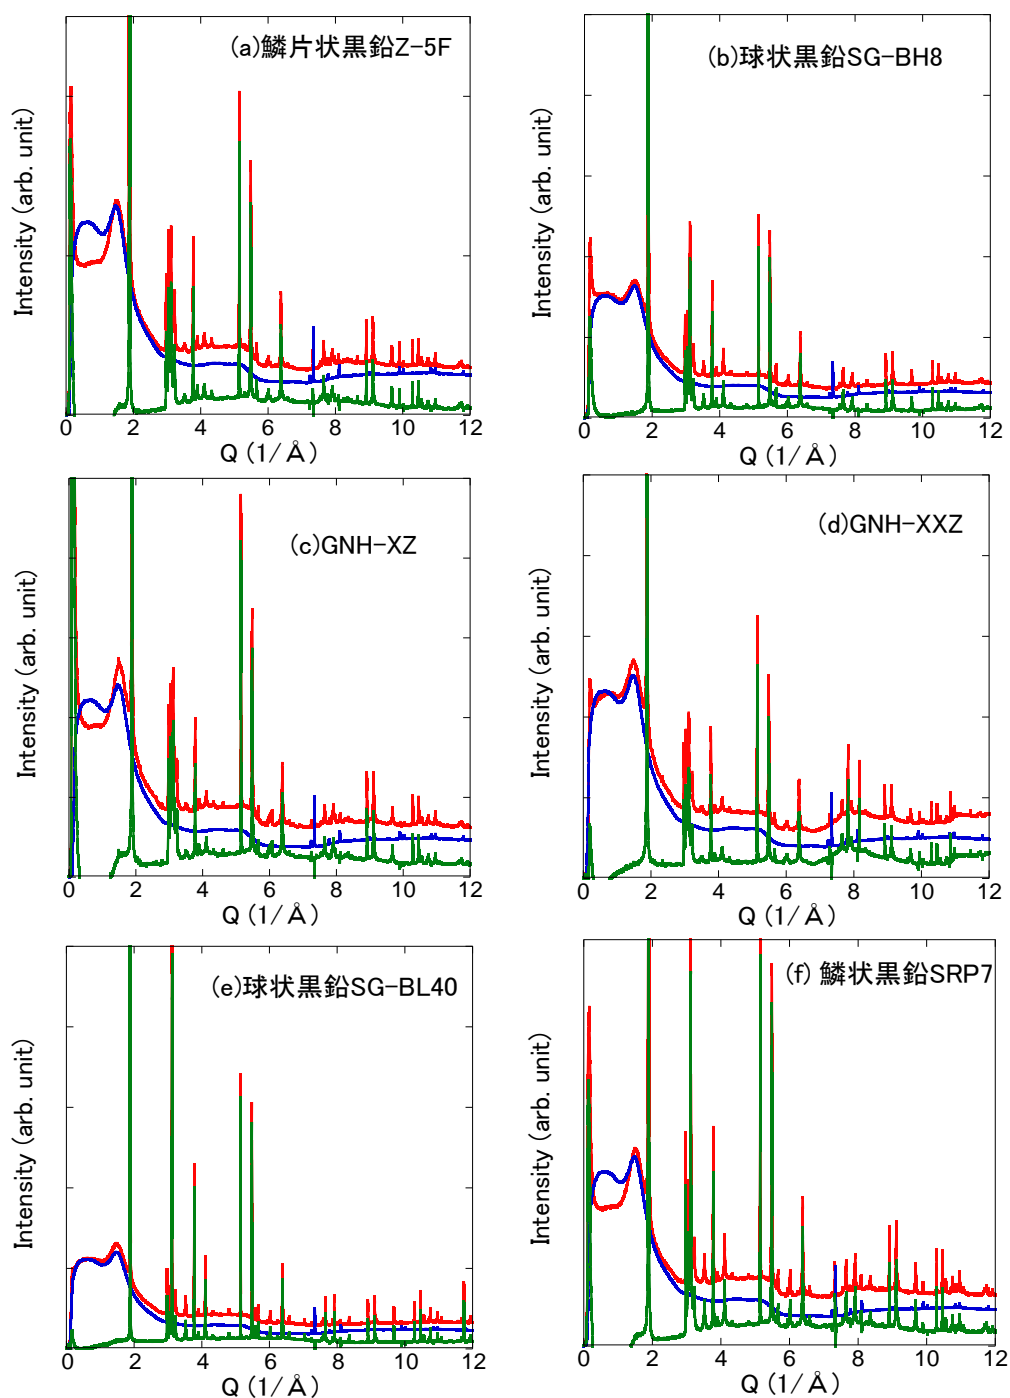 (a)鱗片状黒鉛Z-5F
Intensity (arb. unit)
0 2 4 6 8 10 12
Q (1/Å)
(b)球状黒鉛SG-BH8
Intensity (arb. unit)
0 2 4 6 8 10 12
Q (1/Å)
(c)GNH-XZ
Intensity (arb. unit)
0 2 4 6 8 10 12
Q (1/Å)
(d)GNH-XXZ
Intensity (arb. unit)
0 2 4 6 8 10 12
Q (1/Å)
(e)球状黒鉛SG-BL40
Intensity (arb. unit)
0 2 4 6 8 10 12
Q (1/Å)
(f) 鱗状黒鉛SRP7
Intensity (arb. unit)
0 2 4 6 8 10 12
Q (1/Å)